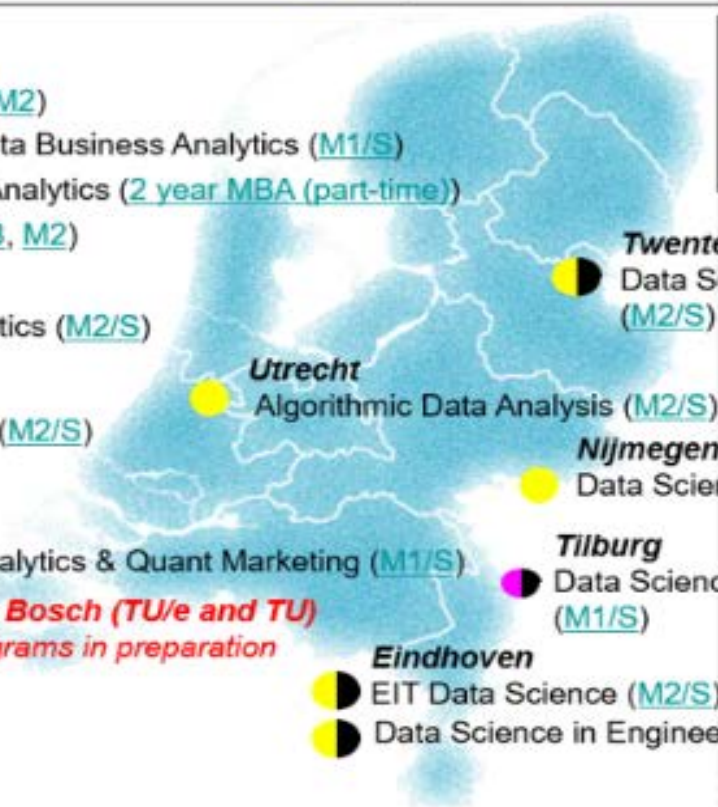 M2)
ta Business Analytics (M1/S)
Analytics (2 year MBA (part-time))
, M2)
Twente
Data S
(M2/S)
tics (M2/S)
Utrecht
Algorithmic Data Analysis (M2/S)
(M2/S)
Nijmegen
Data Scien
alytics & Quant Marketing (M1/S)
Tilburg
Data Scienc
(M1/S)
Bosch (TU/e and TU)
grams in preparation
Eindhoven
EIT Data Science (M2/S)
Data Science in Enginee